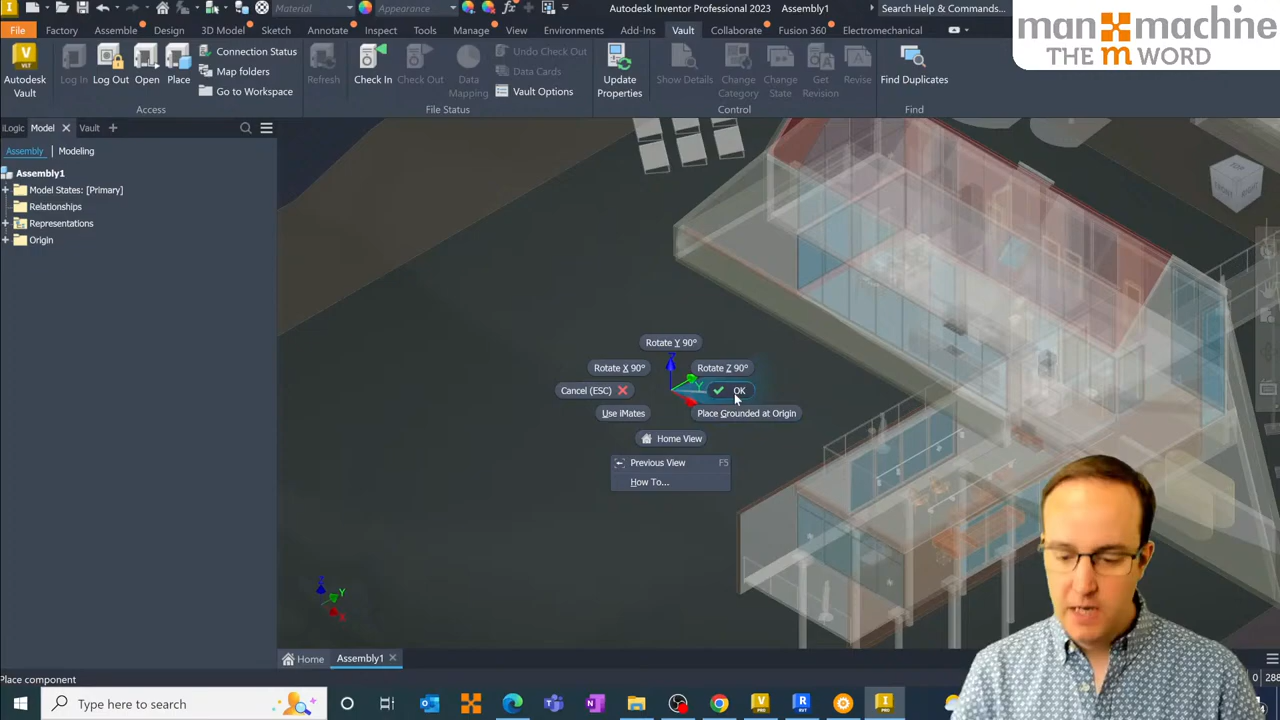 Material
Appearance
Autodesk Inventor Professional 2023 Assembly1
Search Help & Commands...
man machine
THE m WORD
File Factory Assemble Design 3D Model Sketch Annotate Inspect Tools Manage View Environments Add-Ins Vault Collaborate Fusion 360 Electromechanical
Autodesk Vault
Log In
Log Out
Open
Place
Connection Status
Map folders
Go to Workspace
Access
Refresh
Check In
Check Out
Data Mapping
Undo Check Out
Data Cards
Vault Options
File Status
Update Properties
Show Details
Change Category
Change State
Get Revision
Revise
Control
Find Duplicates
Find
iLogic Model Vault
Assembly Modeling
Assembly1
Model States: [Primary]
Relationships
Representations
Origin
TOP
FRONT
RIGHT
Rotate Y 90°
Rotate X 90°
Rotate Z 90°
Z
Y
Cancel (ESC)
OK
Use iMates
Place Grounded at Origin
Home View
Previous View F5
How To...
Z
Y
X
Home Assembly1
Place component
0 288
Type here to search